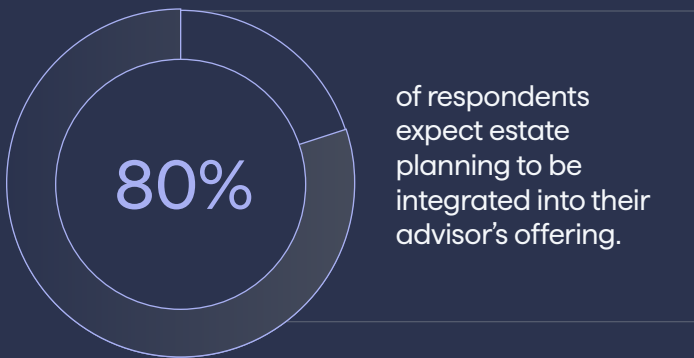 80%
of respondents
expect estate
planning to be
integrated into their
advisor’s offering.